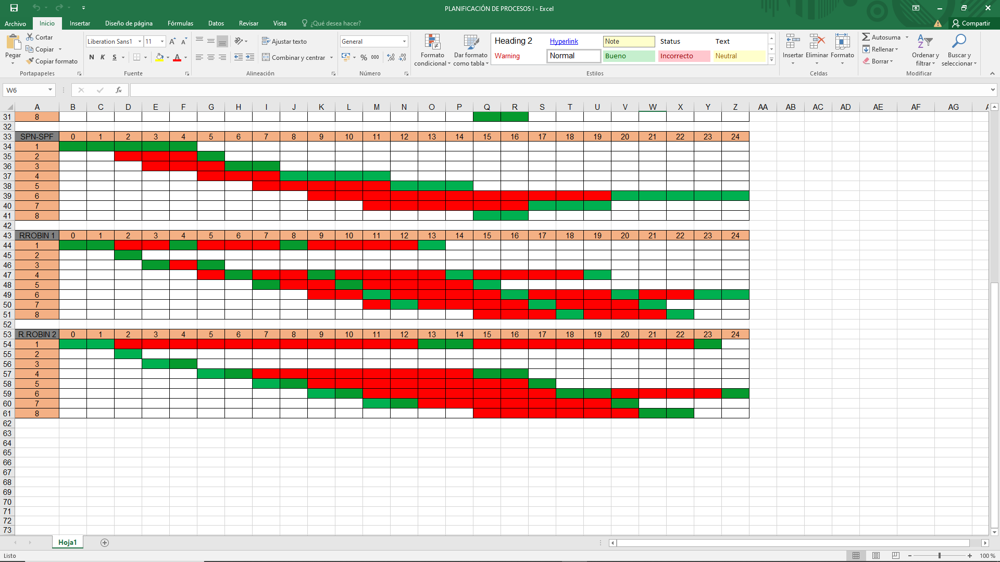 PLANIFICACIÓN DE PROCESOS I - Excel
Archivo Inicio Insertar Diseño de página Fórmulas Datos Revisar Vista ¿Qué desea hacer? Compartir
Pegar
Cortar
Copiar
Copiar formato
Portapapeles
Liberation Sans1 11
N K S
Fuente
Ajustar texto
Combinar y centrar
Alineación
General
% 000
Número
Formato condicional
Dar formato como tabla
Heading 2 Hyperlink Note Status Text
Warning Normal Bueno Incorrecto Neutral
Estilos
Insertar Eliminar Formato
Celdas
Autosuma
Rellenar
Borrar
Ordenar y filtrar
Buscar y seleccionar
Modificar
W6 fx
A B C D E F G H I J K L M N O P Q R S T U V W X Y Z AA AB AC AD AE AF AG
31 8
32
33 SPN-SPF 0 1 2 3 4 5 6 7 8 9 10 11 12 13 14 15 16 17 18 19 20 21 22 23 24
34 1
35 2
36 3
37 4
38 5
39 6
40 7
41 8
42
43 RROBIN 1 0 1 2 3 4 5 6 7 8 9 10 11 12 13 14 15 16 17 18 19 20 21 22 23 24
44 1
45 2
46 3
47 4
48 5
49 6
50 7
51 8
52
53 R.ROBIN 2 0 1 2 3 4 5 6 7 8 9 10 11 12 13 14 15 16 17 18 19 20 21 22 23 24
54 1
55 2
56 3
57 4
58 5
59 6
60 7
61 8
62
63
64
65
66
67
68
69
70
71
72
73
Hoja1
Listo 100 %